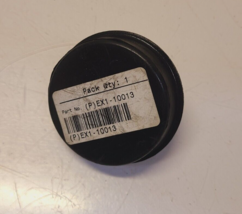 Pack Qty: 1
Part No. (P)EX1-10013
(P)EX1-10013